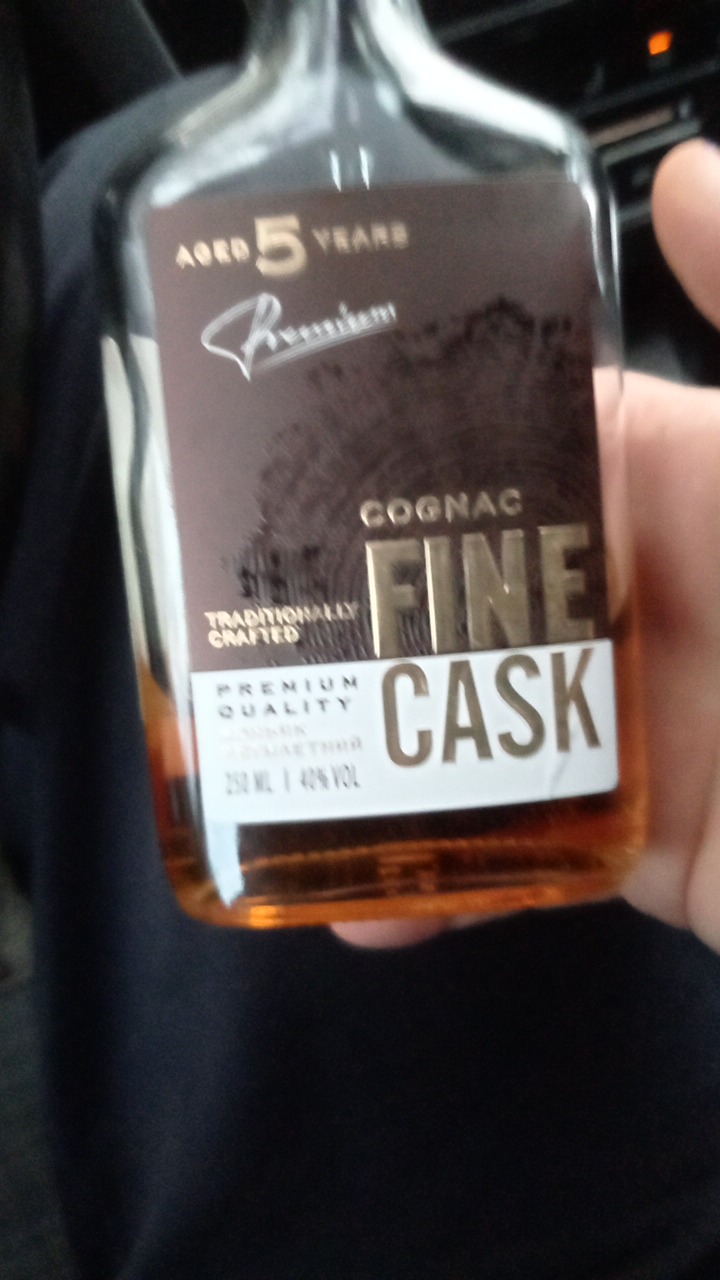 AGED 5 YEARS
Premium
COGNAC
FINE
TRADITIONALLY
CRAFTED
CASK
PREMIUM
QUALITY
250 ML | 40% VOL